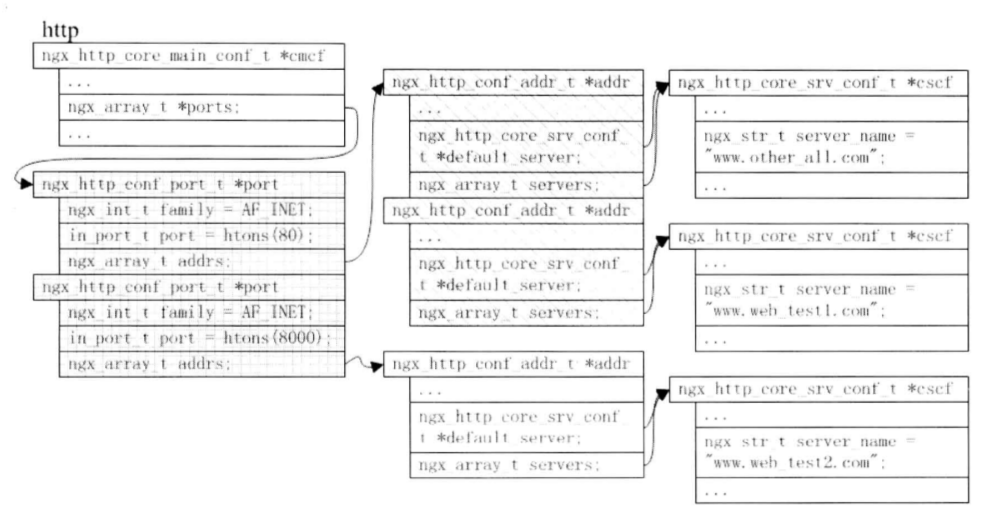 http
ngx_http_core_main_conf_t *cmcf
...
ngx_array_t *ports;
...
ngx_http_conf_port_t *port
ngx_int_t family = AF_INET;
in_port_t port = htons(80);
ngx_array_t addrs;
ngx_http_conf_port_t *port
ngx_int_t family = AF_INET;
in_port_t port = htons(8000);
ngx_array_t addrs;
ngx_http_conf_addr_t *addr
...
ngx_http_core_srv_conf_
t *default_server;
ngx_array_t servers;
ngx_http_conf_addr_t *addr
...
ngx_http_core_srv_conf_
t *default_server;
ngx_array_t servers;
ngx_http_conf_addr_t *addr
...
ngx_http_core_srv_conf_
t *default_server;
ngx_array_t servers;
ngx_http_core_srv_conf_t *cscf
...
ngx_str_t server_name =
"www.other_all.com";
...
ngx_http_core_srv_conf_t *cscf
...
ngx_str_t server_name =
"www.web_test1.com";
...
ngx_http_core_srv_conf_t *cscf
...
ngx_str_t server_name =
"www.web_test2.com";
...